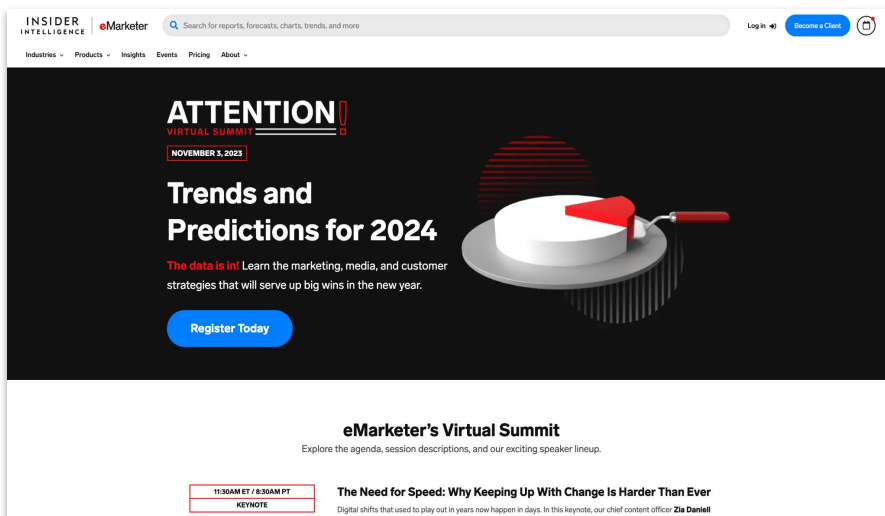 INSIDER
INTELLIGENCE
eMarketer.
Search for reports, forecasts, charts, trends, and more
Log in
Become a Client
Industries Products Insights Events Pricing About
ATTENTION!
VIRTUAL SUMMIT
NOVEMBER 3, 2023
Trends and
Predictions for 2024
The data is in! Learn the marketing, media, and customer
strategies that will serve up big wins in the new year.
Register Today
eMarketer’s Virtual Summit
Explore the agenda, session descriptions, and our exciting speaker lineup.
11:30AM ET / 8:30AM PT
KEYNOTE
The Need for Speed: Why Keeping Up With Change Is Harder Than Ever
Digital shifts that used to play out in years now happen in days. In this keynote, our chief content officer Zia Daniell